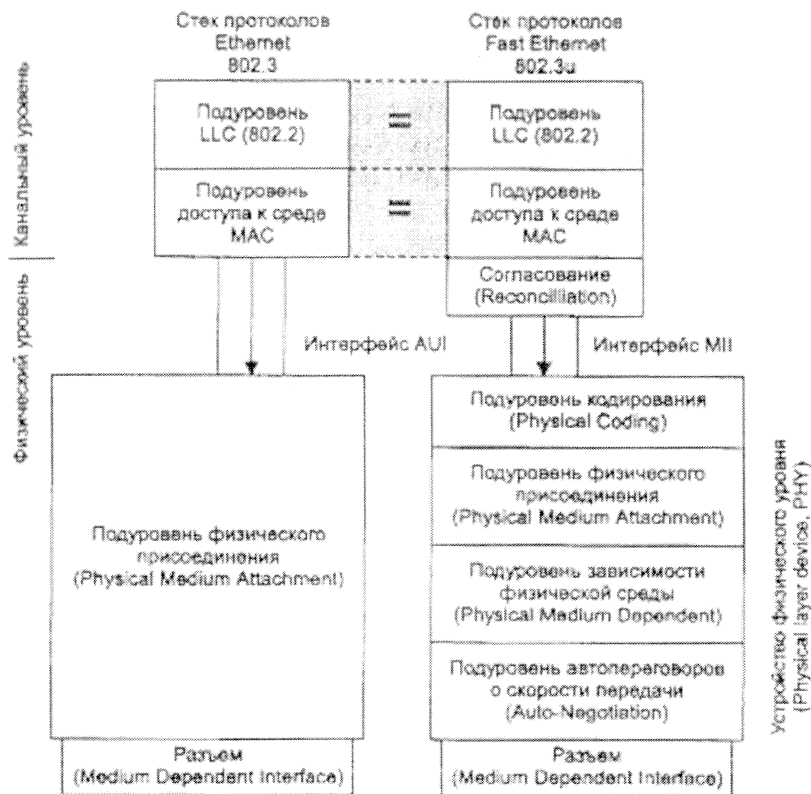 Стек протоколов
Ethernet
802.3
Стек протоколов
Fast Ethernet
802.3u
Канальный уровень
Подуровень
LLC (802.2)
=
Подуровень
LLC (802.2)
Подуровень
доступа к среде
MAC
=
Подуровень
доступа к среде
MAC
Физический уровень
Согласование
(Reconcilliation)
Интерфейс AUI
Интерфейс MII
Подуровень физического
присоединения
(Physical Medium Attachment)
Подуровень кодирования
(Physical Coding)
Подуровень физического
присоединения
(Physical Medium Attachment)
Подуровень зависимости
физической среды
(Physical Medium Dependent)
Подуровень автопереговоров
о скорости передачи
(Auto-Negotiation)
Устройство физического уровня
(Physical layer device, PHY)
Разъем
(Medium Dependent Interface)
Разъем
(Medium Dependent Interface)